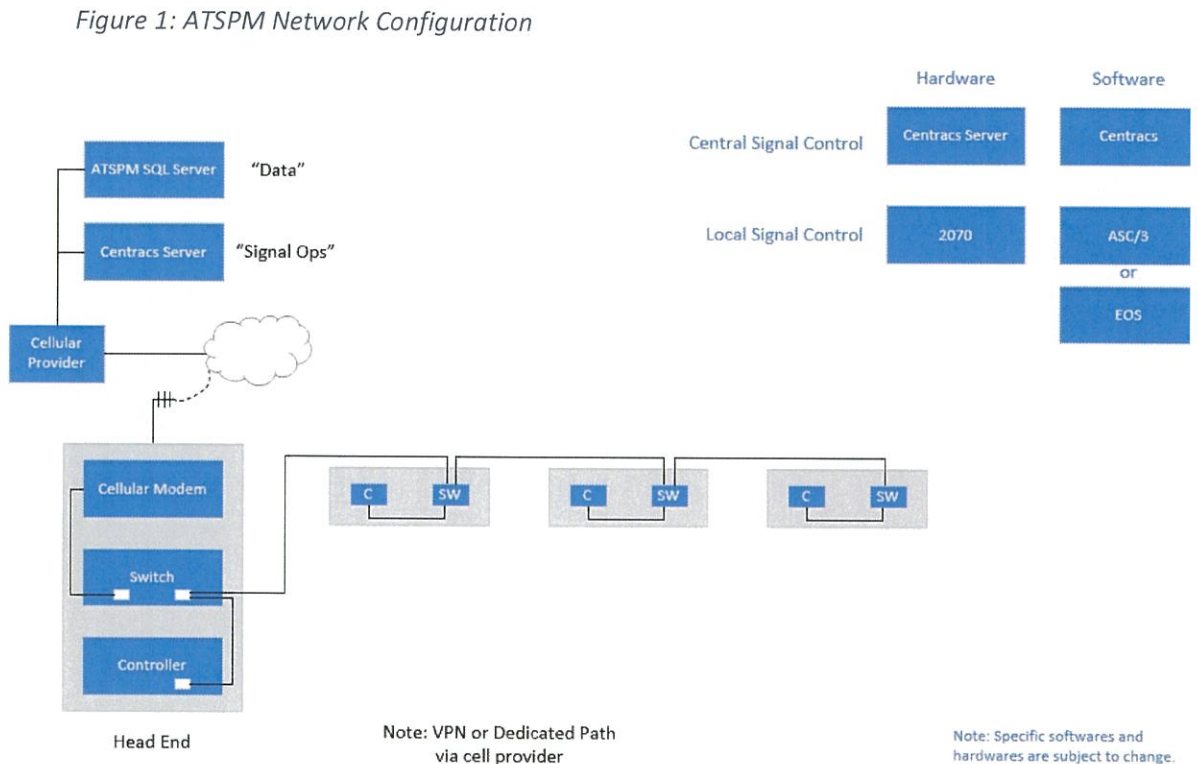 Figure 1: ATSPM Network Configuration
Hardware
Software
Central Signal Control
Centracs Server
Centracs
Local Signal Control
2070
ASC/3
or
EOS
ATSPM SQL Server
"Data"
Centracs Server
"Signal Ops"
Cellular
Provider
Cellular Modem
Switch
Controller
Head End
C
SW
C
SW
C
SW
Note: VPN or Dedicated Path
via cell provider
Note: Specific softwares and
hardwares are subject to change.